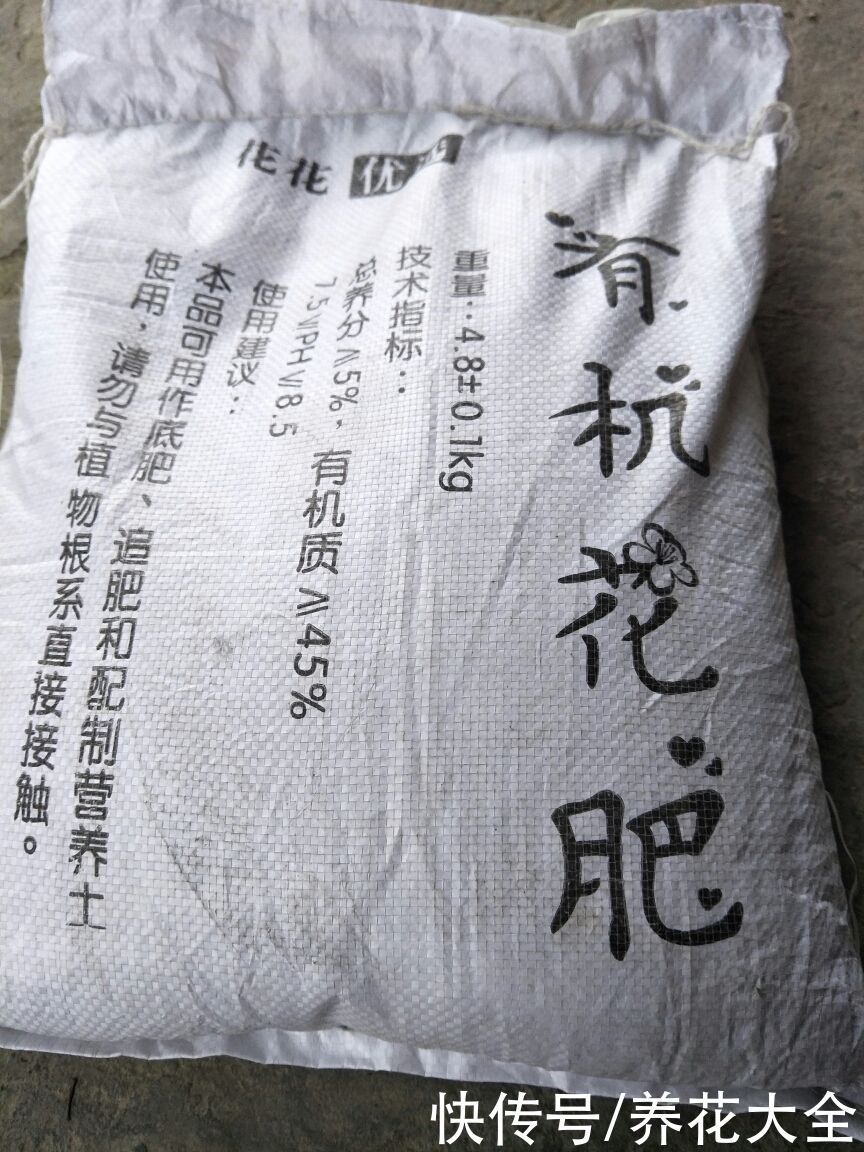 花花 优
有机花肥
重量：4.8±0.1kg
技术指标：
总养分≥5%，有机质≥45%
7.5≤PH≤8.5
使用建议：
本品可用作底肥、追肥和配制营养土
使用，请勿与植物根系直接接触。
快传号/养花大全